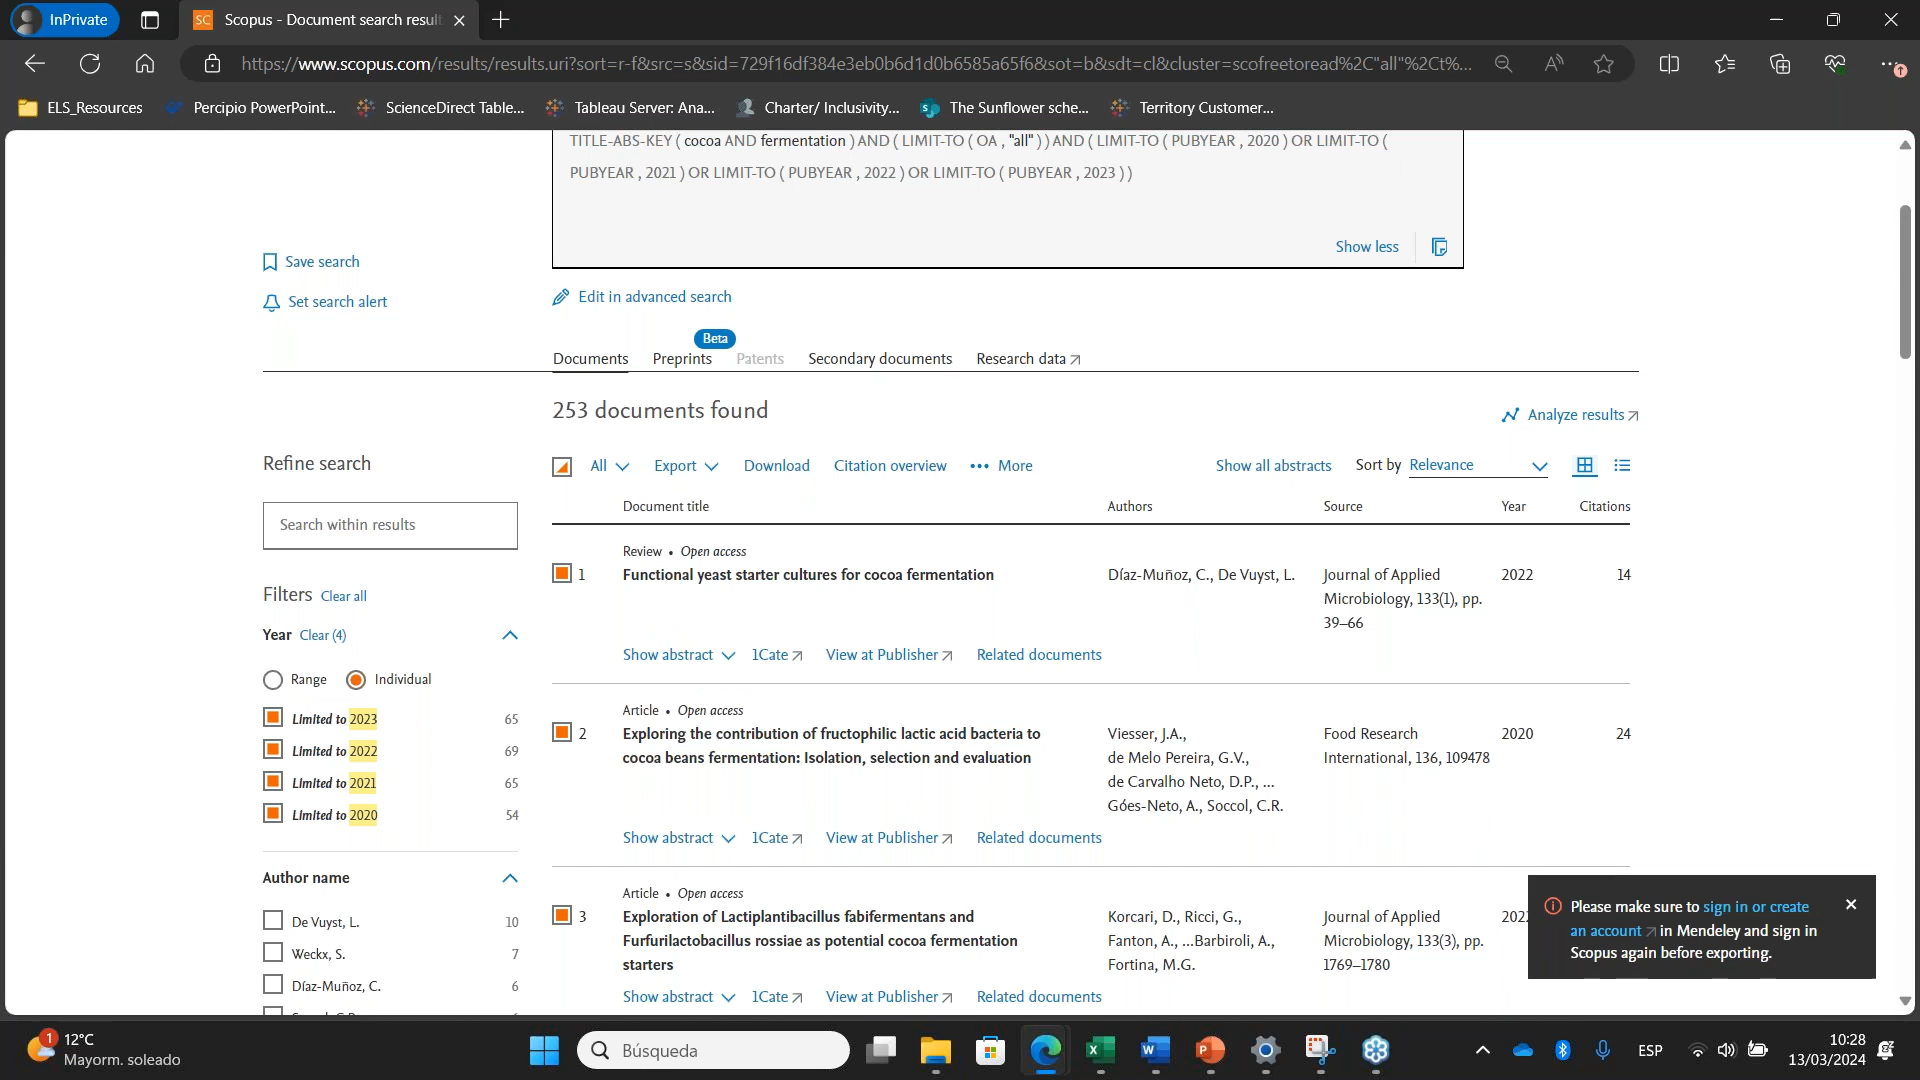 InPrivate
SC Scopus - Document search result
https://www.scopus.com/results/results.uri?sort=r-f&src=s&sid=729f16df384e3eb0b6d1d0b6585a65f6&sot=b&sdt=cl&cluster=scofreetoread%2C"all"%2Ct%...
ELS_Resources Percipio PowerPoint... ScienceDirect Table... Tableau Server: Ana... Charter/ Inclusivity... The Sunflower sche... Territory Customer...
TITLE-ABS-KEY ( cocoa AND fermentation ) AND ( LIMIT-TO ( OA , "all" ) ) AND ( LIMIT-TO ( PUBYEAR , 2020 ) OR LIMIT-TO (
PUBYEAR , 2021 ) OR LIMIT-TO ( PUBYEAR , 2022 ) OR LIMIT-TO ( PUBYEAR , 2023 ) )
Show less
Save search
Set search alert
Edit in advanced search
Beta
Documents Preprints Patents Secondary documents Research data
253 documents found
Analyze results
Refine search
All Export Download Citation overview ••• More Show all abstracts Sort by Relevance
Document title Authors Source Year Citations
Search within results
Review • Open access
1 Functional yeast starter cultures for cocoa fermentation Díaz-Muñoz, C., De Vuyst, L. Journal of Applied 2022 14
Microbiology, 133(1), pp.
39–66
Show abstract 1Cate View at Publisher Related documents
Filters Clear all
Year Clear (4)
Range Individual
Limited to 2023 65
Limited to 2022 69
Limited to 2021 65
Limited to 2020 54
Article • Open access
2 Exploring the contribution of fructophilic lactic acid bacteria to Viesser, J.A., Food Research 2020 24
cocoa beans fermentation: Isolation, selection and evaluation de Melo Pereira, G.V., International, 136, 109478
de Carvalho Neto, D.P., ...
Góes-Neto, A., Soccol, C.R.
Show abstract 1Cate View at Publisher Related documents
Author name
De Vuyst, L. 10
Weckx, S. 7
Díaz-Muñoz, C. 6
Article • Open access
3 Exploration of Lactiplantibacillus fabifermentans and Korcari, D., Ricci, G., Journal of Applied
Furfurilactobacillus rossiae as potential cocoa fermentation Fanton, A., ...Barbiroli, A., Microbiology, 133(3), pp.
starters Fortina, M.G. 1769–1780
Show abstract 1Cate View at Publisher Related documents
Please make sure to sign in or create
an account in Mendeley and sign in
Scopus again before exporting.
1 12°C
Mayorm. soleado
Búsqueda
ESP
10:28
13/03/2024